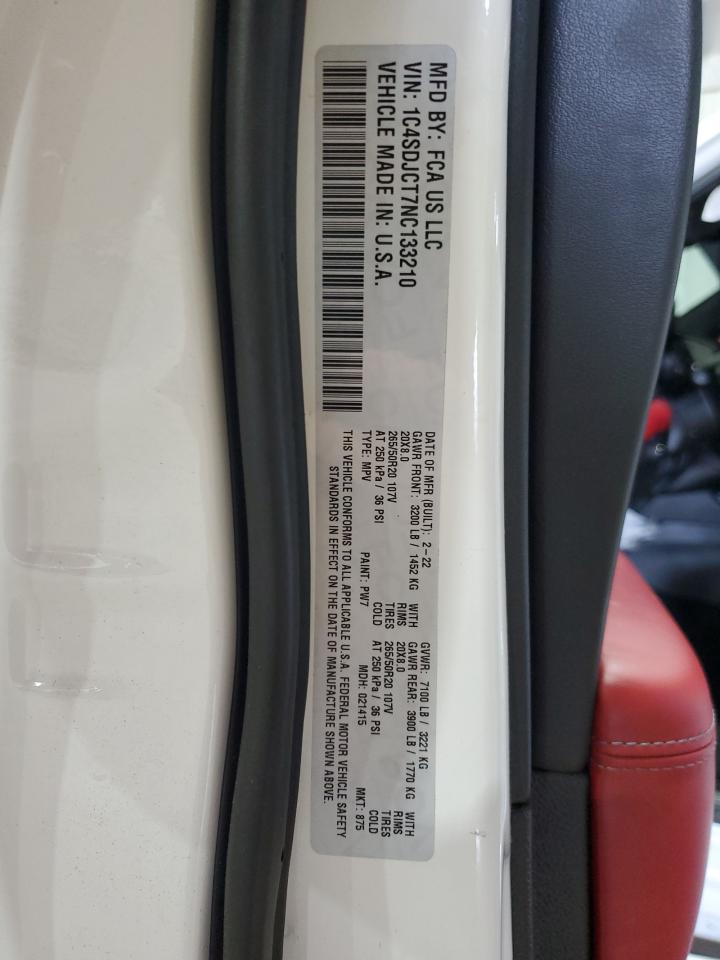 MFD BY: FCA US LLC
VIN: 1C4SDJCT7NC133210
VEHICLE MADE IN: U.S.A.
DATE OF MFR (BUILT): 2-22 GVWR: 7100 LB / 3221 KG
GAWR FRONT: 3200 LB / 1452 KG WITH GAWR REAR: 3900 LB / 1770 KG WITH
20X8.0 RIMS 20X8.0 RIMS
265/50R20 107V TIRES 265/50R20 107V TIRES
AT 250 kPa / 36 PSI COLD AT 250 kPa / 36 PSI COLD
TYPE: MPV PAINT: PW7 MDH: 021415 MKT: 875
THIS VEHICLE CONFORMS TO ALL APPLICABLE U.S.A. FEDERAL MOTOR VEHICLE SAFETY
STANDARDS IN EFFECT ON THE DATE OF MANUFACTURE SHOWN ABOVE.